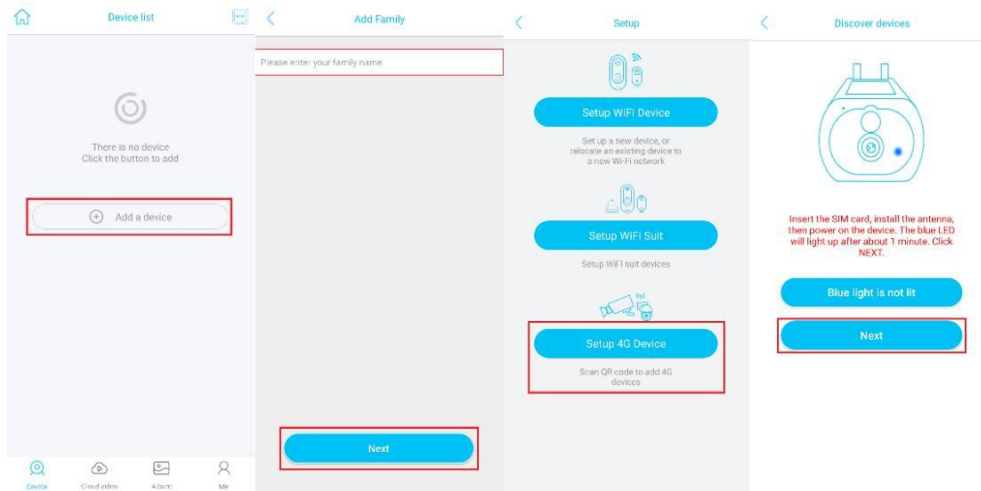 Device list
There is no device
Click the button to add
Add a device
Device
Cloud video
Album
Me
Add Family
Please enter your family name
Next
Setup
Setup WiFi Device
Set up a new device, or
relocate an existing device to
a new Wi-Fi network
Setup WiFi Suit
Setup WiFi suit devices
Setup 4G Device
Scan QR code to add 4G
devices
Discover devices
Insert the SIM card, install the antenna,
then power on the device. The blue LED
will light up after about 1 minute. Click
NEXT.
Blue light is not lit
Next